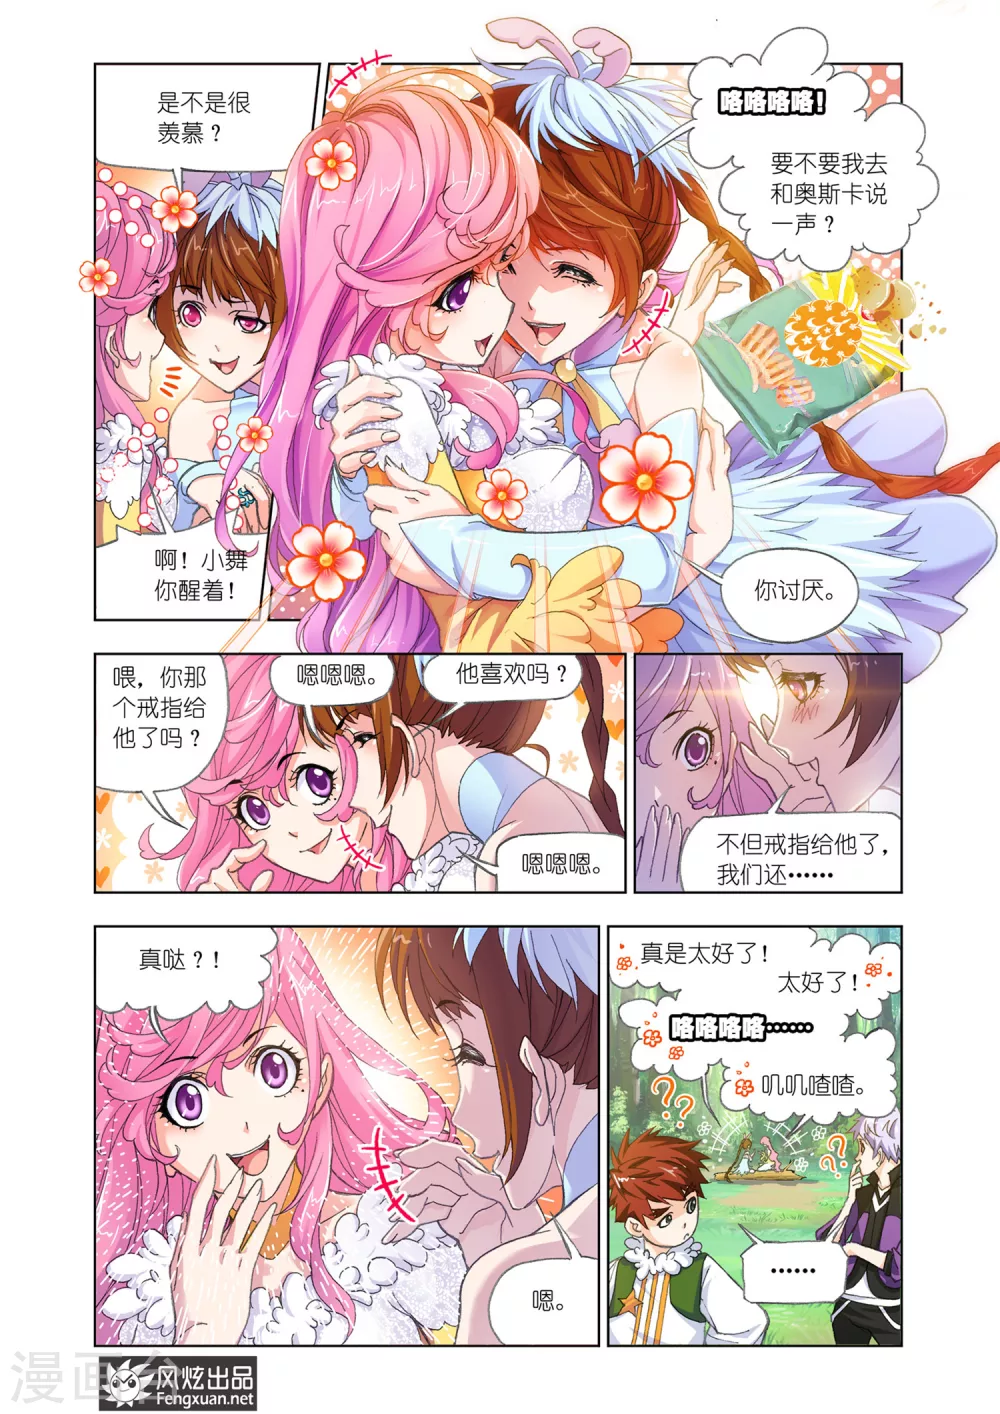 是不是很
羡慕？
啊！小舞
你醒着！
咯咯咯咯！
要不要我去
和奥斯卡说
一声？
你讨厌。
喂，你那
个戒指给
他了吗？
嗯嗯嗯。
他喜欢吗？
嗯嗯嗯。
不但戒指给他了，
我们还……
真哒？！
嗯。
真是太好了！
太好了！
咯咯咯咯……
叽叽喳喳。
？？
？？
……
漫画台
风炫出品
Fengxuan.net